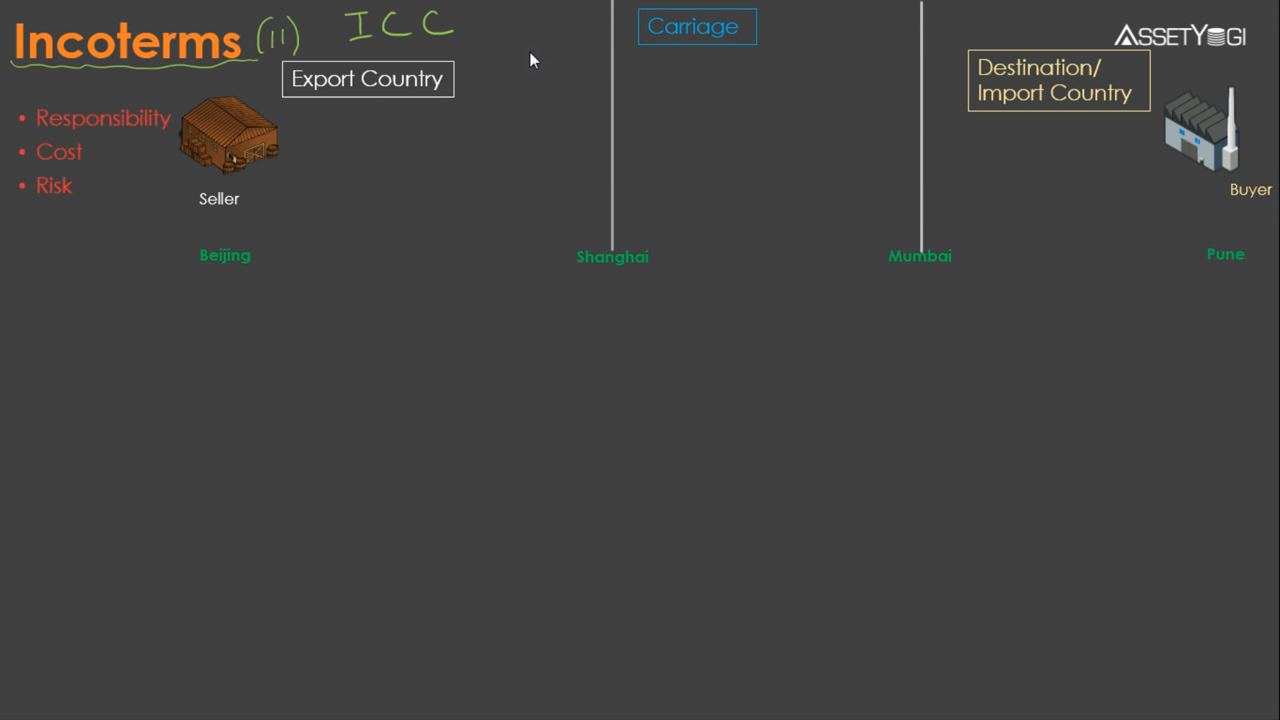 Incoterms (11) ICC
Carriage
ASSETYOGI
Export Country
Destination/
Import Country
• Responsibility
• Cost
• Risk
Seller
Buyer
Beijing
Shanghai
Mumbai
Pune